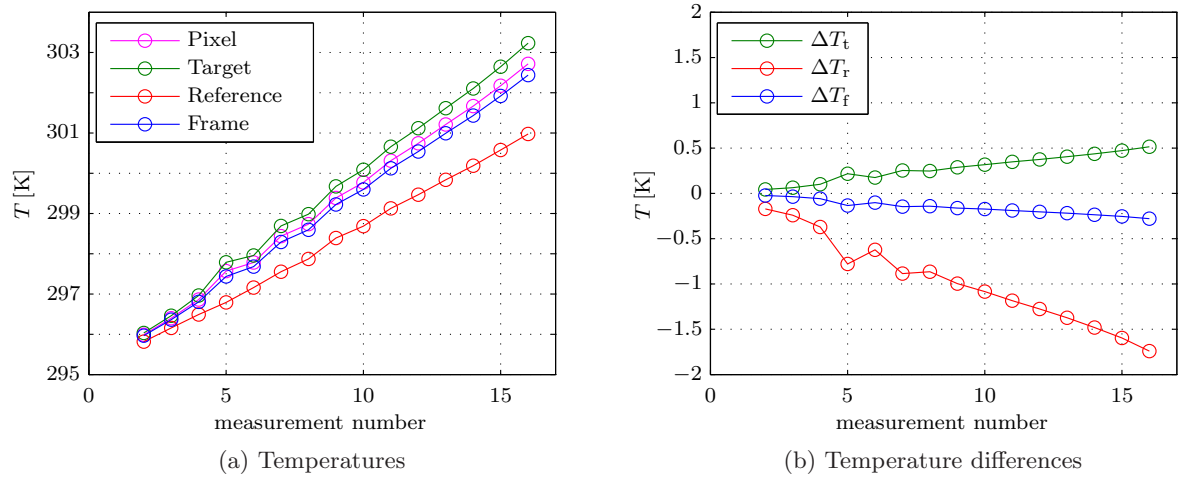 303
301
299
297
295
T [K]
0
5
10
15
measurement number
Pixel
Target
Reference
Frame
(a) Temperatures
2
1.5
1
0.5
0
−0.5
−1
−1.5
−2
T [K]
0
5
10
15
measurement number
ΔTt
ΔTr
ΔTf
(b) Temperature differences